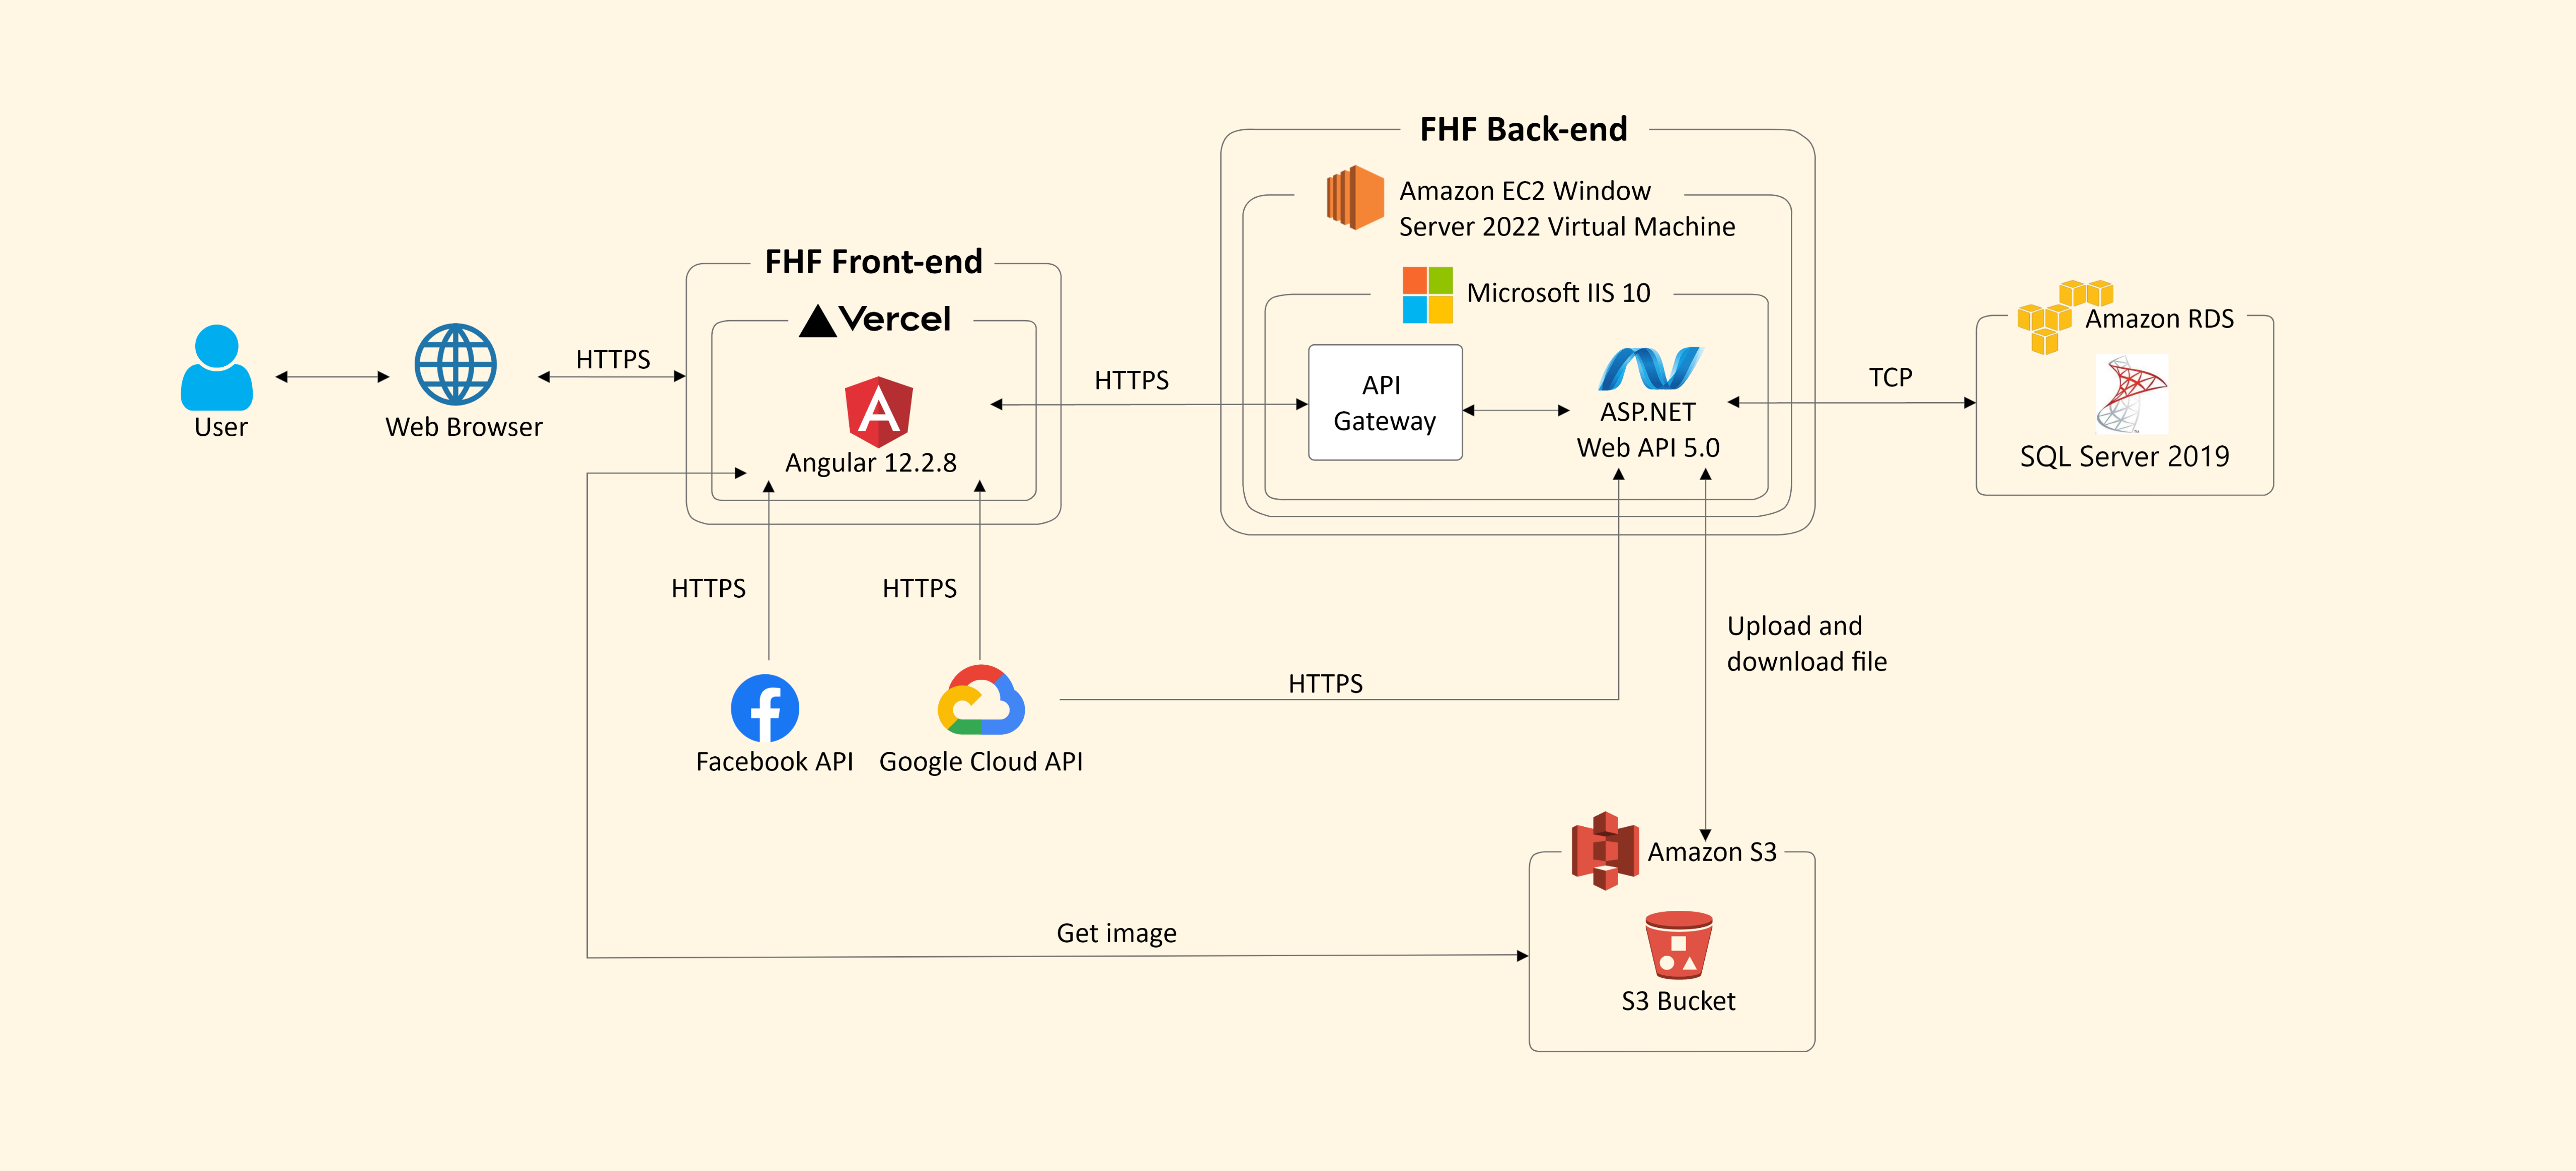 FHF Back-end
Amazon EC2 Window
Server 2022 Virtual Machine
FHF Front-end
Microsoft IIS 10
Vercel
Amazon RDS
HTTPS
HTTPS
API
Gateway
TCP
ASP.NET
Web API 5.0
User
Web Browser
Angular 12.2.8
SQL Server 2019
HTTPS
HTTPS
Upload and
download file
HTTPS
Facebook API
Google Cloud API
Amazon S3
Get image
S3 Bucket